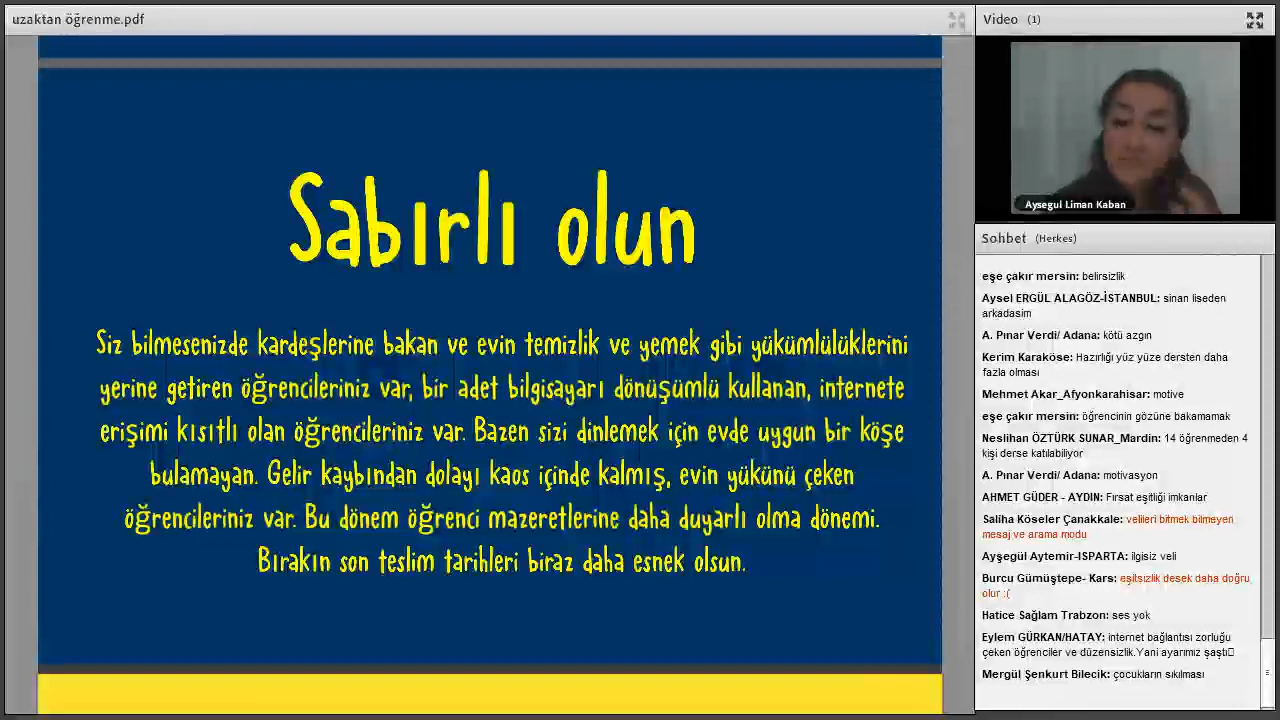 uzaktan öğrenme.pdf
Sabırlı olun
Siz bilmesenizde kardeşlerine bakan ve evin temizlik ve yemek gibi yükümlülüklerini
yerine getiren öğrencileriniz var, bir adet bilgisayarı dönüşümlü kullanan, internete
erişimi kısıtlı olan öğrencileriniz var. Bazen sizi dinlemek için evde uygun bir köşe
bulamayan. Gelir kaybından dolayı kaos içinde kalmış, evin yükünü çeken
öğrencileriniz var. Bu dönem öğrenci mazeretlerine daha duyarlı olma dönemi.
Bırakın son teslim tarihleri biraz daha esnek olsun.
Video (1)
Aysegul Liman Kaban
Sohbet (Herkes)
eşe çakır mersin: belirsizlik
Aysel ERGÜL ALAGÖZ-İSTANBUL: sinan liseden
arkadasim
A. Pınar Verdi/ Adana: kötü azgın
Kerim Karaköse: Hazırlığı yüz yüze dersten daha
fazla olması
Mehmet Akar_Afyonkarahisar: motive
eşe çakır mersin: öğrencinin gözüne bakamamak
Neslihan ÖZTÜRK SUNAR_Mardin: 14 öğrenmeden 4
kişi derse katılabiliyor
A. Pınar Verdi/ Adana: motivasyon
AHMET GÜDER - AYDIN: Fırsat eşitliği imkanlar
Saliha Köseler Çanakkale: velileri bitmek bilmeyen
mesaj ve arama modu
Ayşegül Aytemir-ISPARTA: ilgisiz veli
Burcu Gümüştepe- Kars: eşitsizlik desek daha doğru
olur :(
Hatice Sağlam Trabzon: ses yok
Eylem GÜRKAN/HATAY: internet bağlantısı zorluğu
çeken öğrenciler ve düzensizlik.Yani ayarımız şaştı
Mergül Şenkurt Bilecik: çocukların sıkılması